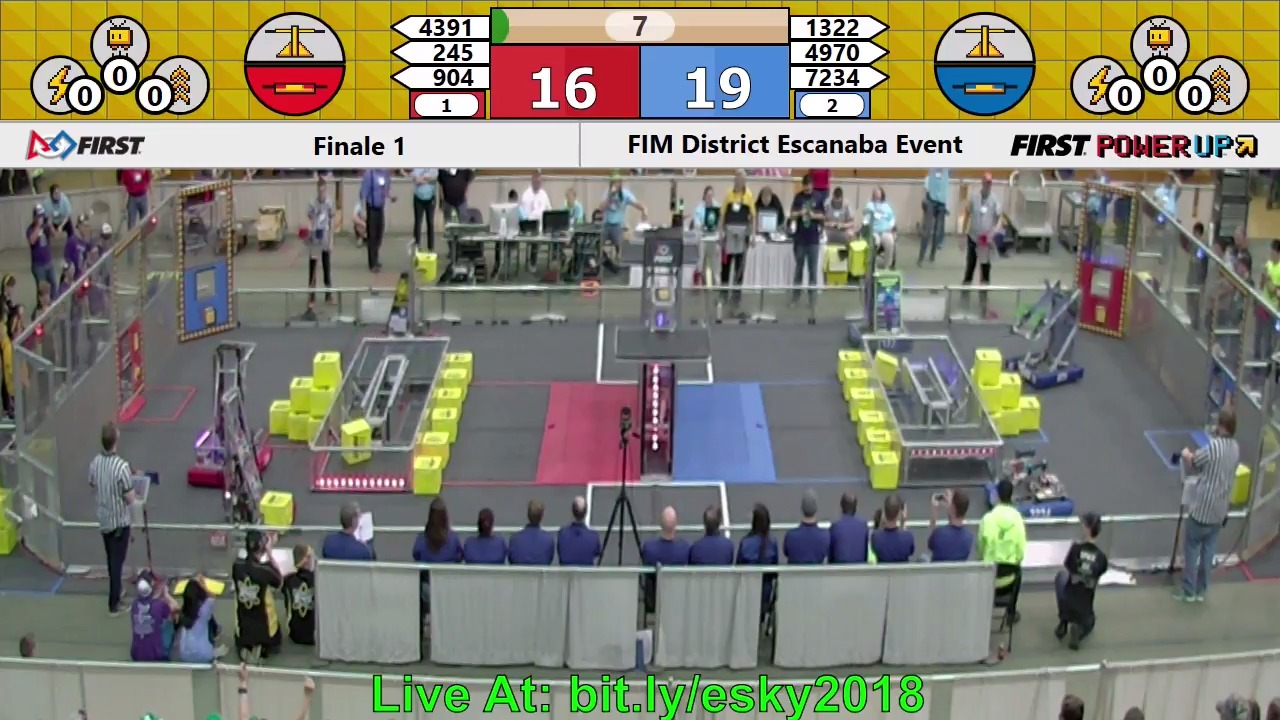 4391
245
904
1
7
16
19
1322
4970
7234
2
0
0
0
0
0
0
FIRST
Finale 1
FIM District Escanaba Event
FIRST POWER UP
FIRST
Live At: bit.ly/esky2018